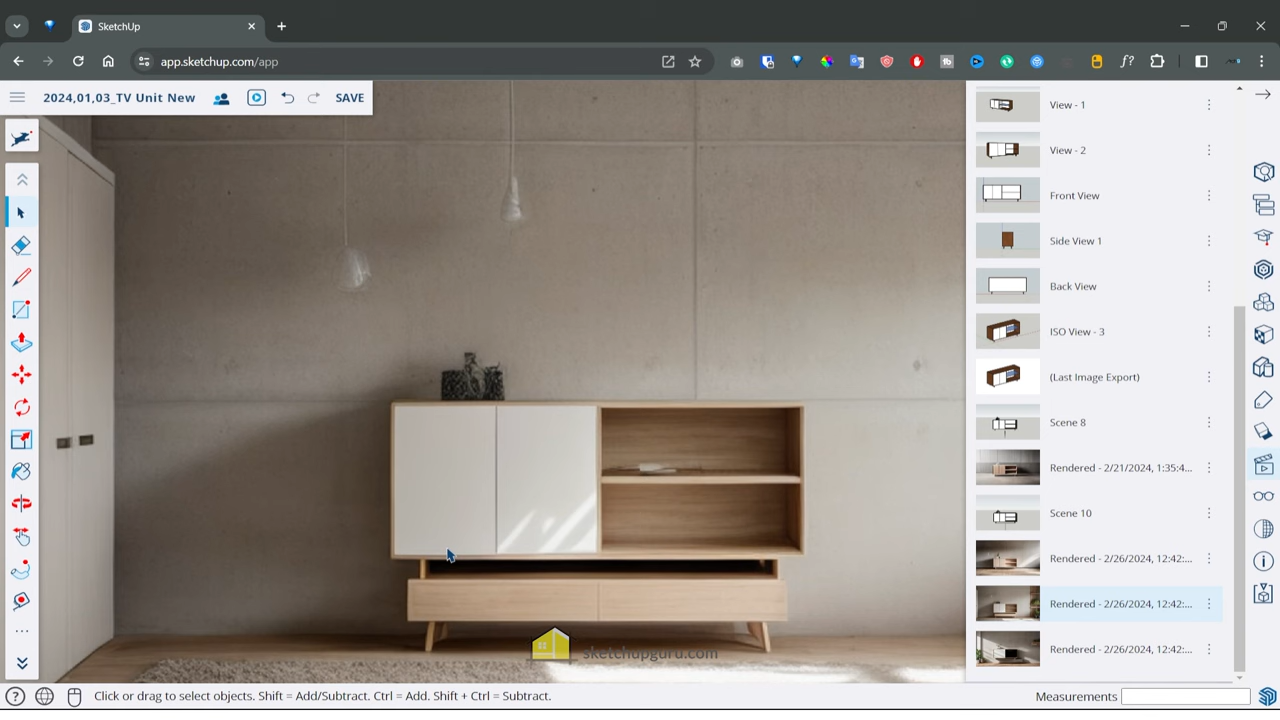 SketchUp
app.sketchup.com/app
2024,01,03_TV Unit New
SAVE
View - 1
View - 2
Front View
Side View 1
Back View
ISO View - 3
(Last Image Export)
Scene 8
Rendered - 2/21/2024, 1:35:4...
Scene 10
Rendered - 2/26/2024, 12:42:...
Rendered - 2/26/2024, 12:42:...
Rendered - 2/26/2024, 12:42:...
sketchupguru.com
Click or drag to select objects. Shift = Add/Subtract. Ctrl = Add. Shift + Ctrl = Subtract.
Measurements